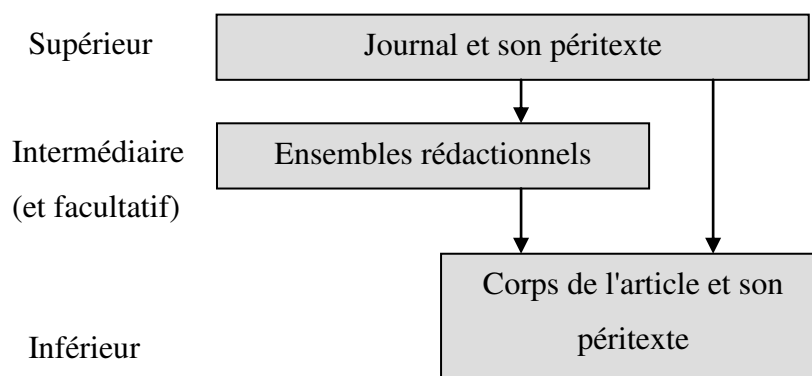 Supérieur
Journal et son péritexte
Intermédiaire
(et facultatif)
Ensembles rédactionnels
Corps de l'article et son
péritexte
Inférieur